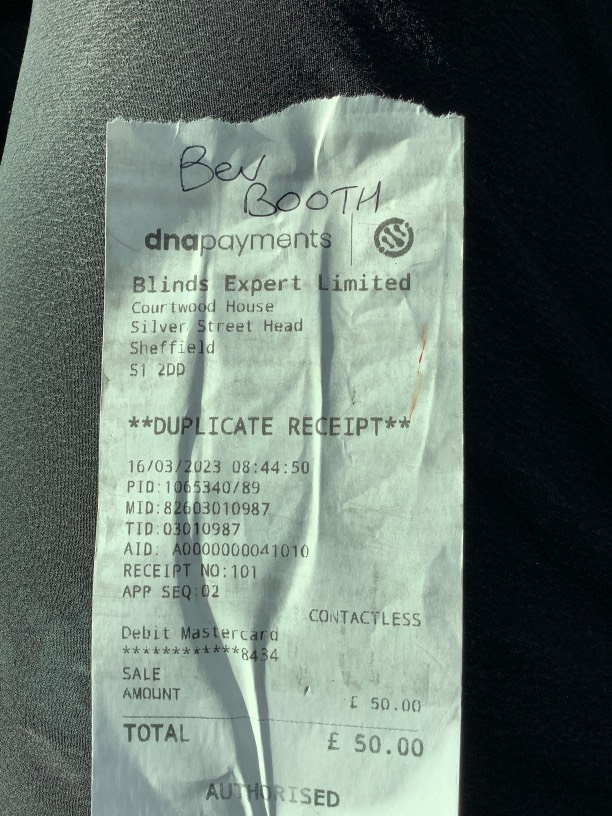 Ben
BOOTH
dnapayments
Blinds Expert Limited
Courtwood House
Silver Street Head
Sheffield
S1 2DD
**DUPLICATE RECEIPT**
16/03/2023 08:44:50
PID:1065340/89
MID:82603010987
TID:03010987
AID: A0000000041010
RECEIPT NO:101
APP SEQ:02
CONTACTLESS
Debit Mastercard
************8434
SALE
AMOUNT £ 50.00
TOTAL £ 50.00
AUTHORISED